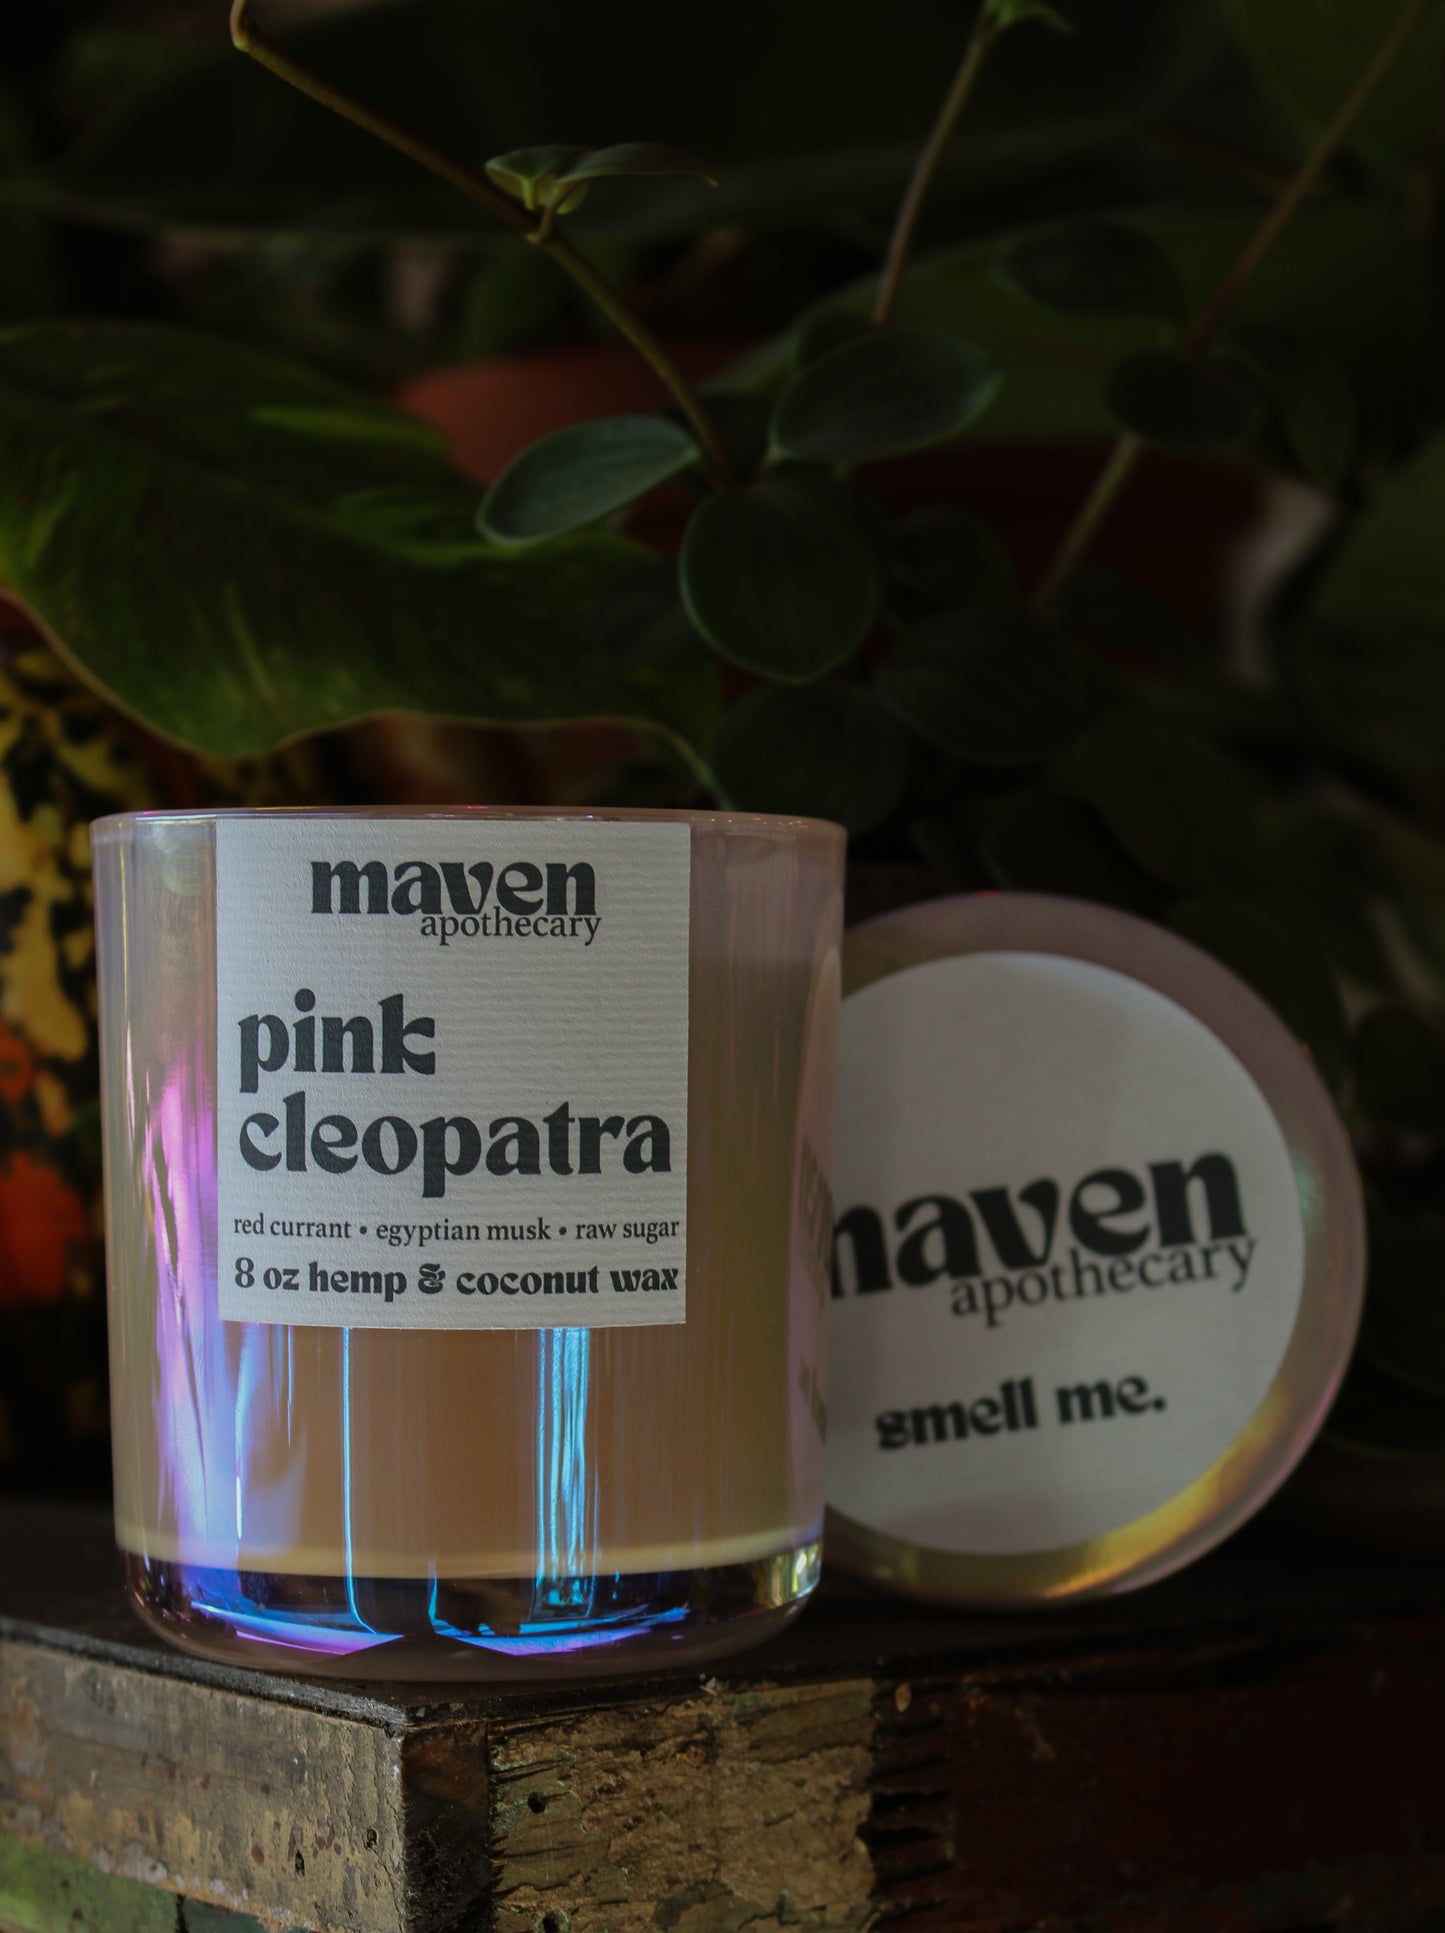 maven
apothecary
pink
cleopatra
red currant • egyptian musk • raw sugar
8 oz hemp & coconut wax
maven
apothecary
smell me.